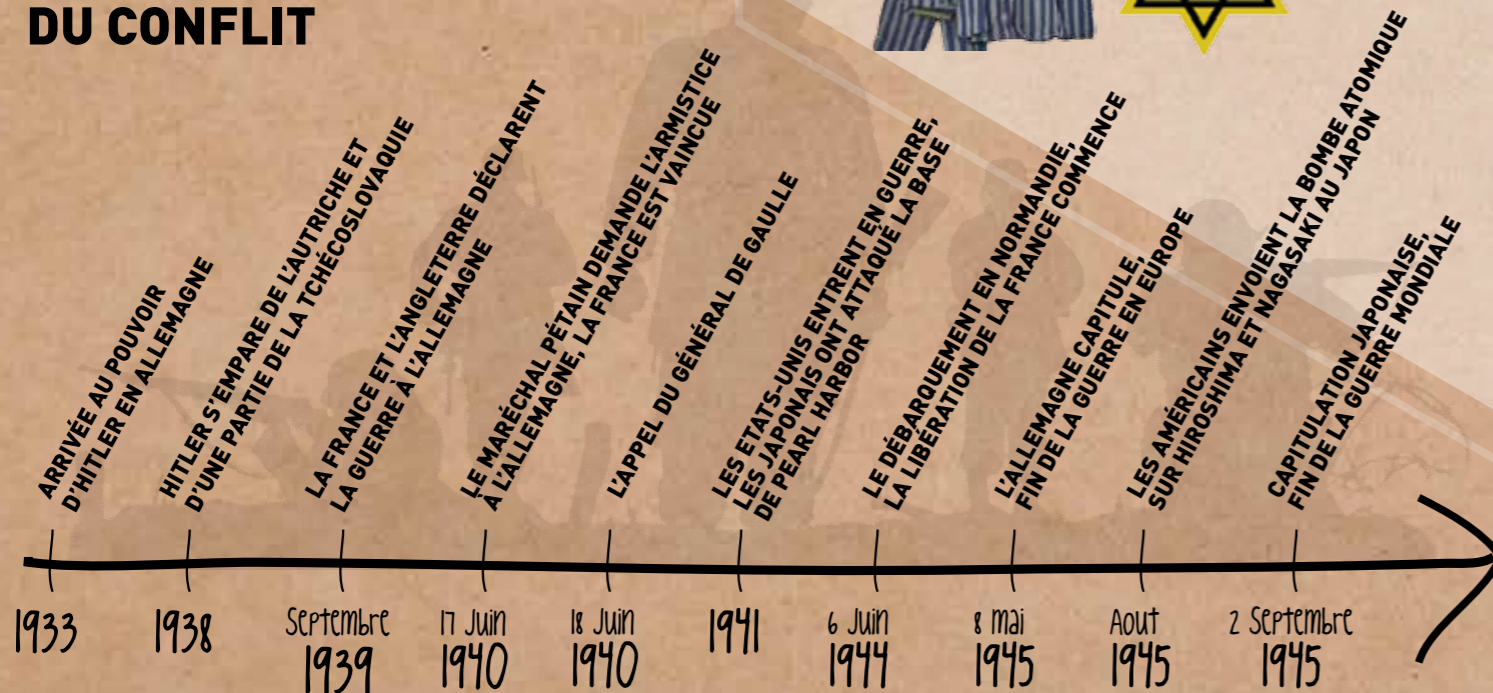 DU CONFLIT
ARRIVÉE AU POUVOIR
D'HITLER EN ALLEMAGNE
HITLER S'EMPARE DE L'AUTRICHE ET
D'UNE PARTIE DE LA TCHÉCOSLOVAQUIE
LA FRANCE ET L'ANGLETERRE DÉCLARENT
LA GUERRE À L'ALLEMAGNE
LE MARÉCHAL PÉTAIN DEMANDE L'ARMISTICE
À L'ALLEMAGNE, LA FRANCE EST VAINCUE
L'APPEL DU GÉNÉRAL DE GAULLE
LES ETATS-UNIS ENTRENT EN GUERRE,
LES JAPONAIS ONT ATTAQUÉ LA BASE
DE PEARL HARBOR
LE DÉBARQUEMENT EN NORMANDIE,
LA LIBÉRATION DE LA FRANCE COMMENCE
L'ALLEMAGNE CAPITULE,
FIN DE LA GUERRE EN EUROPE
LES AMÉRICAINS ENVOIENT LA BOMBE ATOMIQUE
SUR HIROSHIMA ET NAGASAKI AU JAPON
CAPITULATION JAPONAISE,
FIN DE LA GUERRE MONDIALE
1933
1938
Septembre
1939
17 Juin
1940
18 Juin
1940
1941
6 Juin
1944
8 mai
1945
Aout
1945
2 Septembre
1945